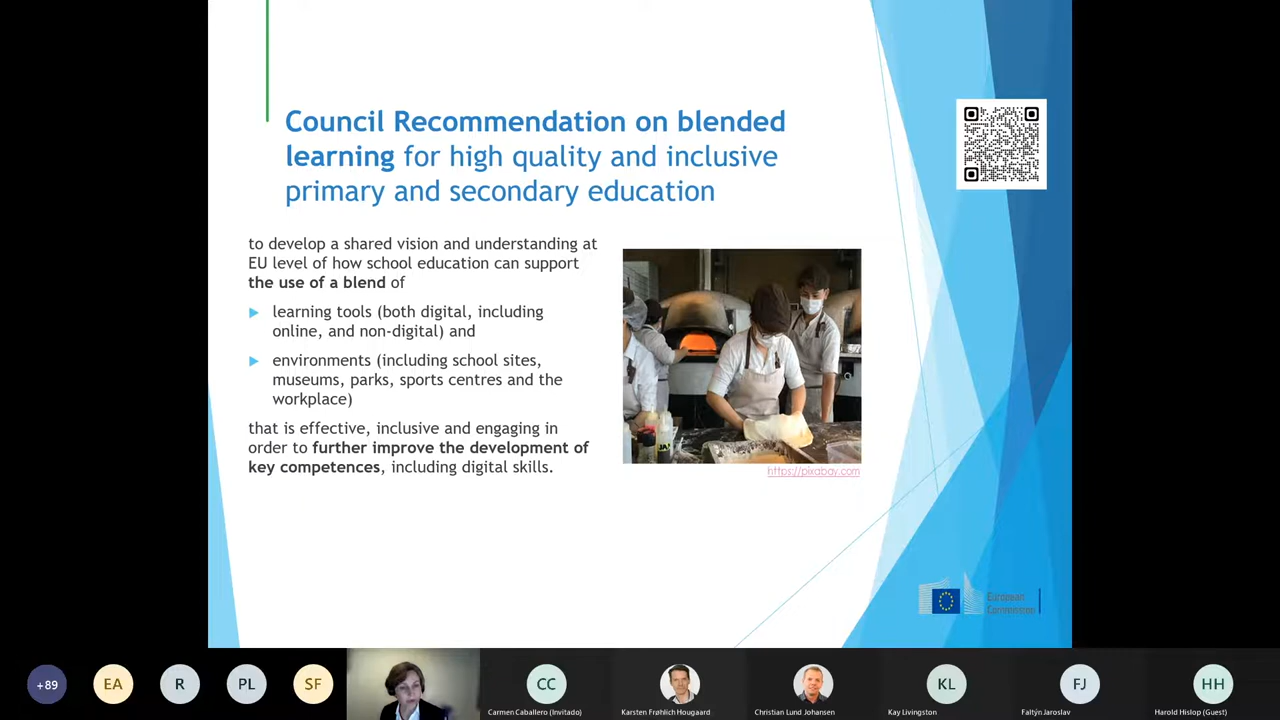 Council Recommendation on blended
learning for high quality and inclusive
primary and secondary education
to develop a shared vision and understanding at
EU level of how school education can support
the use of a blend of
learning tools (both digital, including
online, and non-digital) and
environments (including school sites,
museums, parks, sports centres and the
workplace)
that is effective, inclusive and engaging in
order to further improve the development of
key competences, including digital skills.
https://pixabay.com
European
Commission
+89
EA
R
PL
SF
CC
KL
FJ
HH
Carmen Caballero (Invitado)
Karsten Frøhlich Hougaard
Christian Lund Johansen
Kay Livingston
Faltýn Jaroslav
Harold Hislop (Guest)